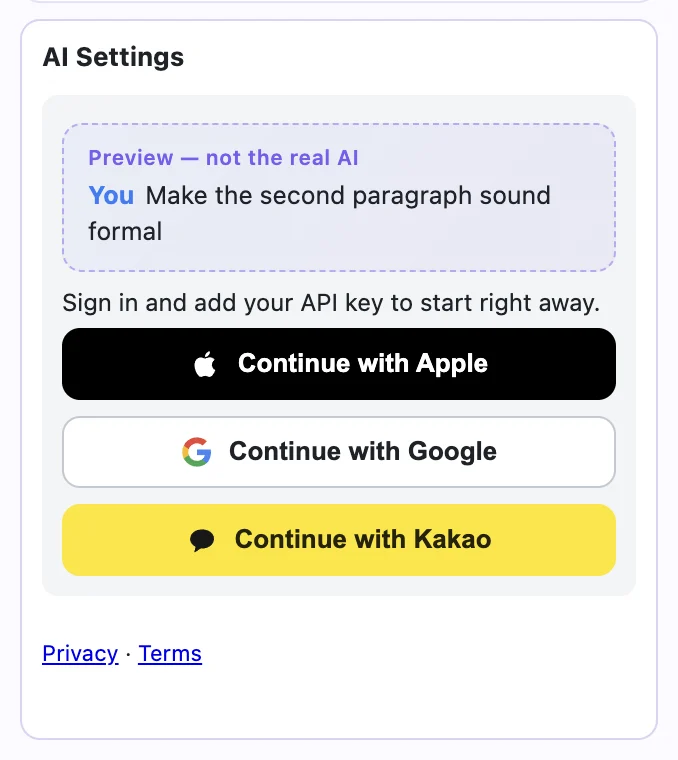 AI Settings
Preview — not the real AI
You Make the second paragraph sound
formal
Sign in and add your API key to start right away.
Continue with Apple
Continue with Google
Continue with Kakao
Privacy · Terms